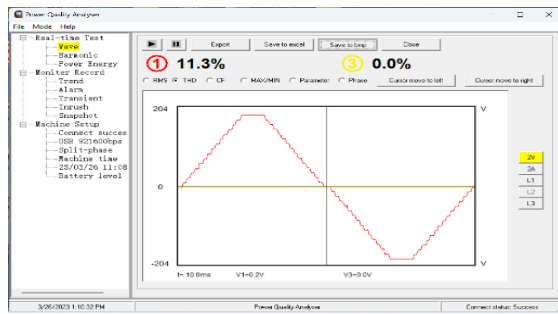 Power Quality Analyser
File Mode Help
Real-time Test
Wave
Harmonic
Power Energy
Moniter Record
Trend
Alarm
Transient
Inrush
Snapshot
Machine Setup
Connect succes
USB 921600bps
Split-phase
Machine time
23/03/26 11:08
Battery level
Export Save to excel Save to bmp Close
1 11.3% 3 0.0%
RMS THD CF MAX/MIN Parameter Phase Cursor move to left Cursor move to right
204 V
0
-204 V
I= 10.0ms V1=0.2V V3=0.0V
2V
2A
L1
L2
L3
3/26/2023 1:10:32 PM Power Quality Analyser Connect status: Success